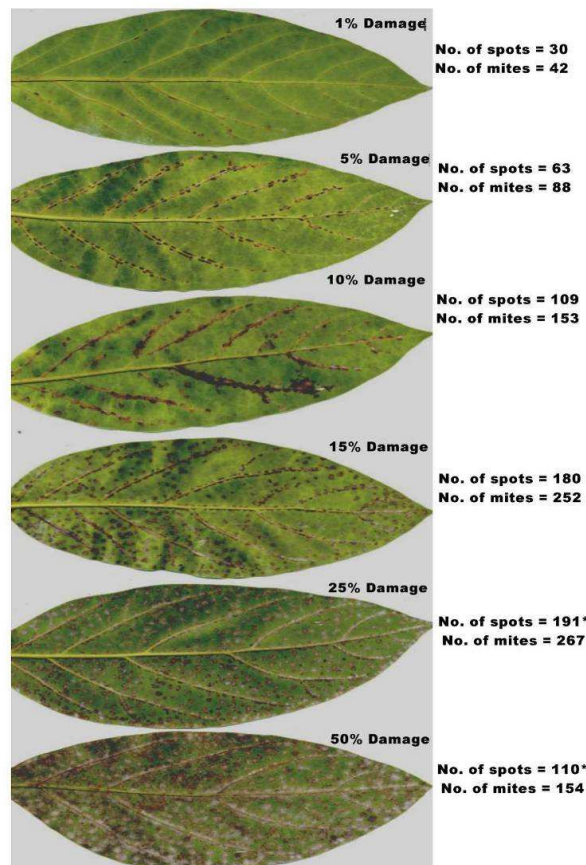 1% Damage
No. of spots = 30
No. of mites = 42
5% Damage
No. of spots = 63
No. of mites = 88
10% Damage
No. of spots = 109
No. of mites = 153
15% Damage
No. of spots = 180
No. of mites = 252
25% Damage
No. of spots = 191*
No. of mites = 267
50% Damage
No. of spots = 110*
No. of mites = 154